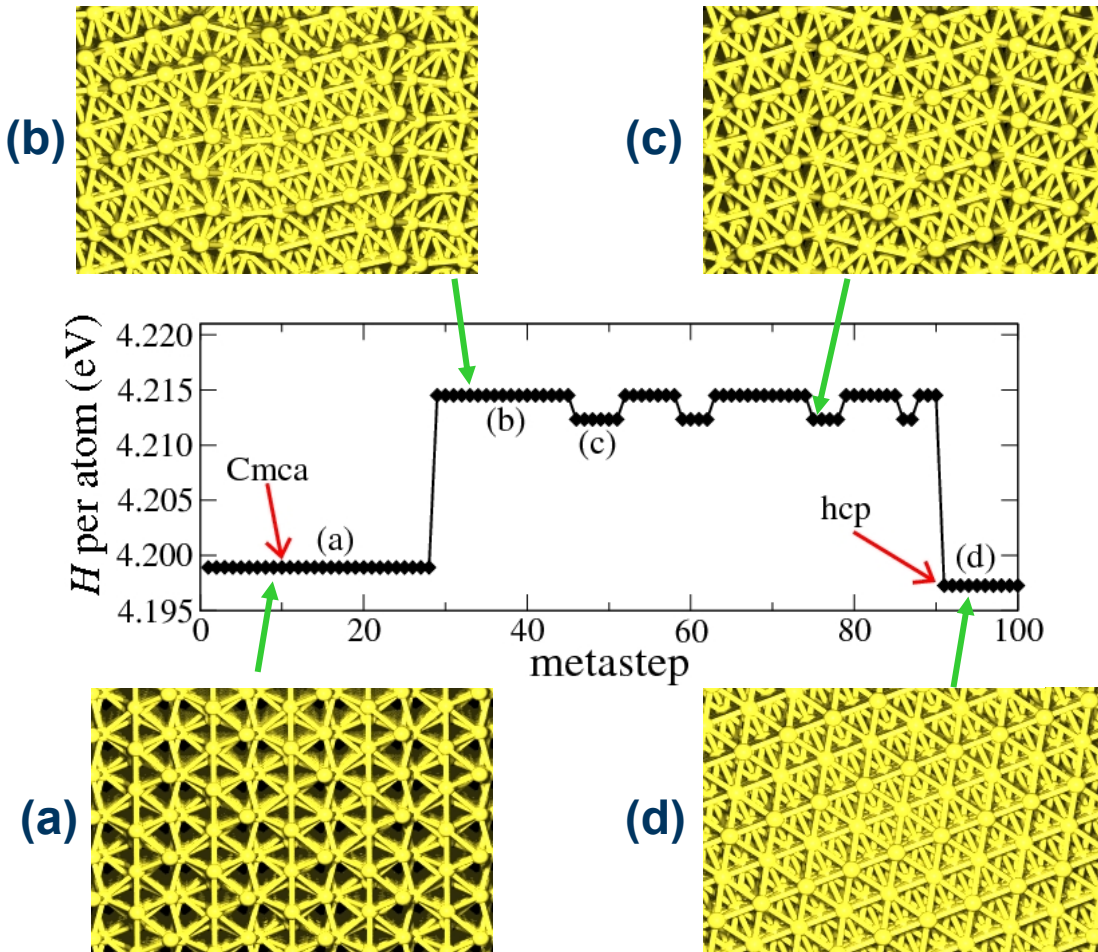 (b)
(c)
H per atom (eV)
4.220
4.215
4.210
4.205
4.200
4.195
(b)
(c)
Cmca
(a)
hcp
(d)
0 20 40 60 80 100
metastep
(a)
(d)